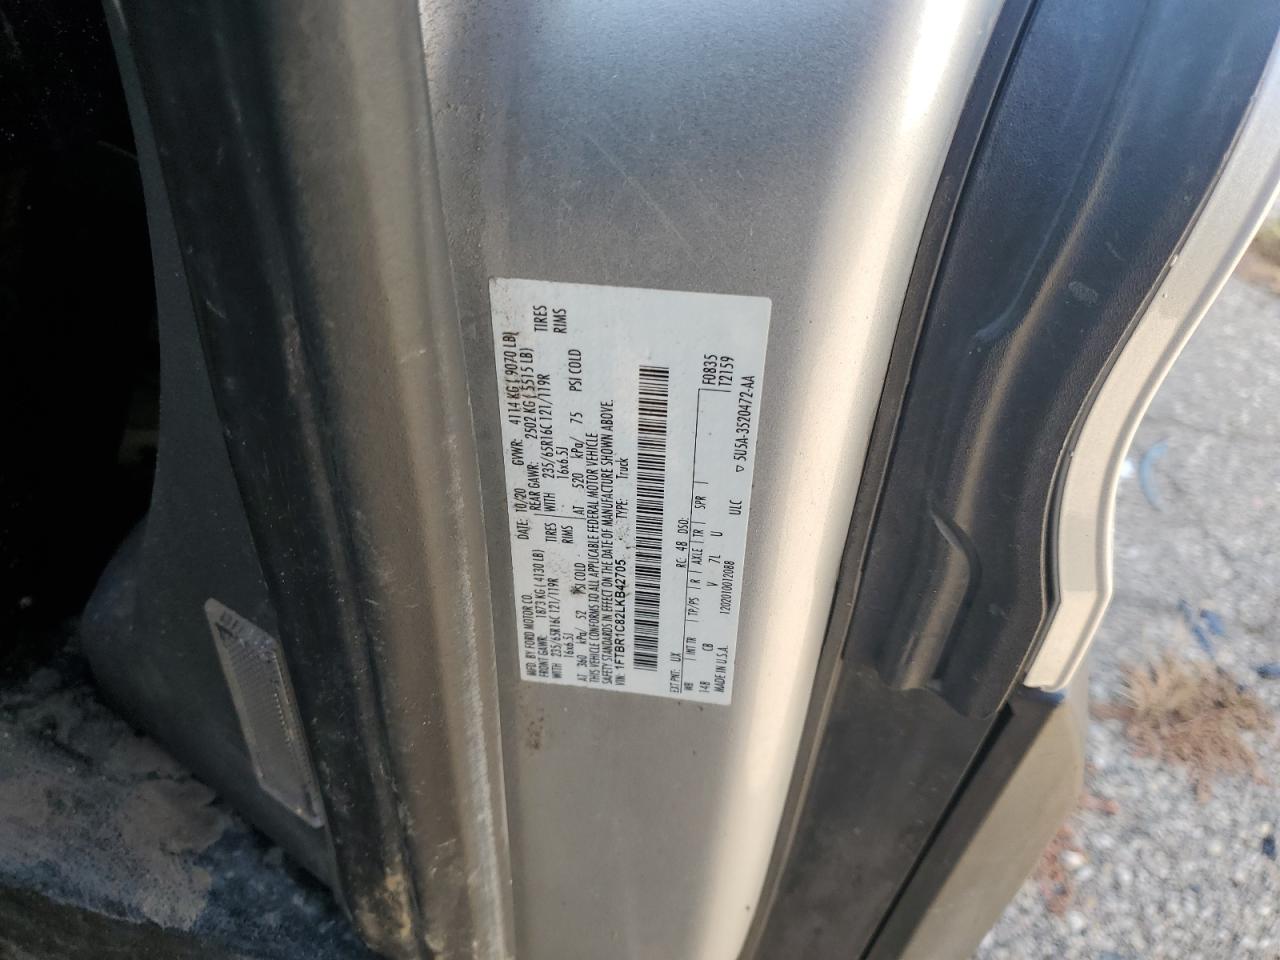 MFD. BY FORD MOTOR CO. DATE: 10/20 GVWR: 4114 KG ( 9070 LB)
FRONT GAWR: 1873 KG ( 4130 LB) REAR GAWR: 2502 KG ( 5515 LB)
WITH 235/65R16C 121/119R TIRES WITH 235/65R16C 121/119R TIRES
16x6.5J RIMS 16x6.5J RIMS
AT 360 kPa/ 52 PSI COLD AT 520 kPa/ 75 PSI COLD
THIS VEHICLE CONFORMS TO ALL APPLICABLE FEDERAL MOTOR VEHICLE
SAFETY STANDARDS IN EFFECT ON THE DATE OF MANUFACTURE SHOWN ABOVE.
VIN: 1FTBR1C82LKB42705 TYPE: Truck
EXT PNT: UX RC: 48 DSO: F0835
WB INT TR TP/PS R AXLE TR SPR T2159
148 CB V 7L U
MADE IN U.S.A. 1202010012088 ULC 5U5A-3520472-AA